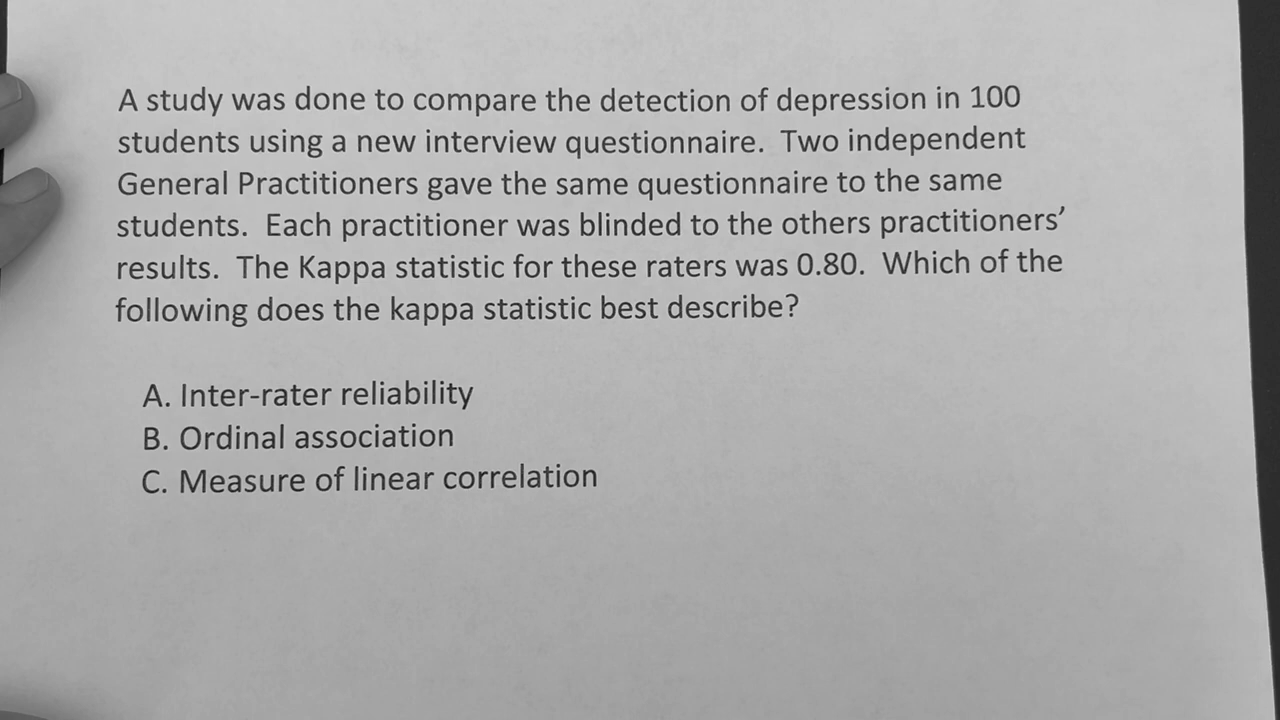 A study was done to compare the detection of depression in 100
students using a new interview questionnaire.  Two independent
General Practitioners gave the same questionnaire to the same
students.  Each practitioner was blinded to the others practitioners’
results.  The Kappa statistic for these raters was 0.80.  Which of the
following does the kappa statistic best describe?
A. Inter-rater reliability
B. Ordinal association
C. Measure of linear correlation